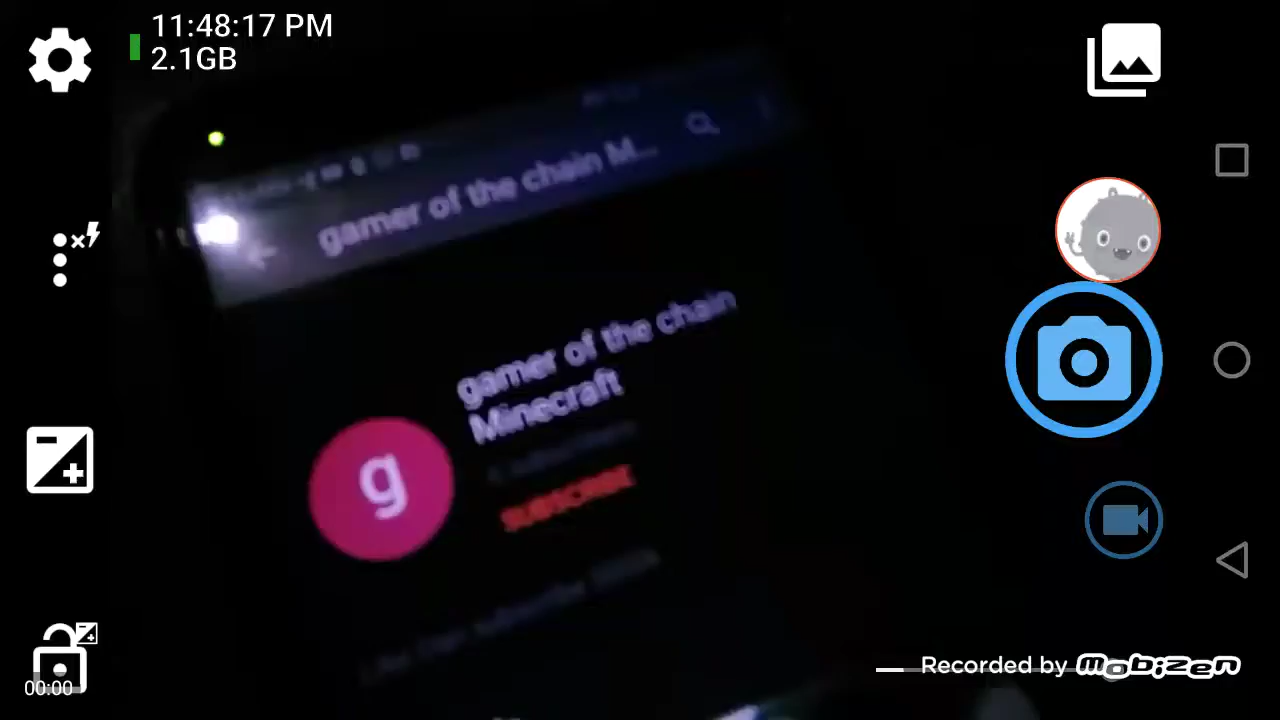 11:48:17 PM
2.1GB
gamer of the chain M...
gamer of the chain
Minecraft
g
SUBSCRIBE
00:00
Recorded by mobizen